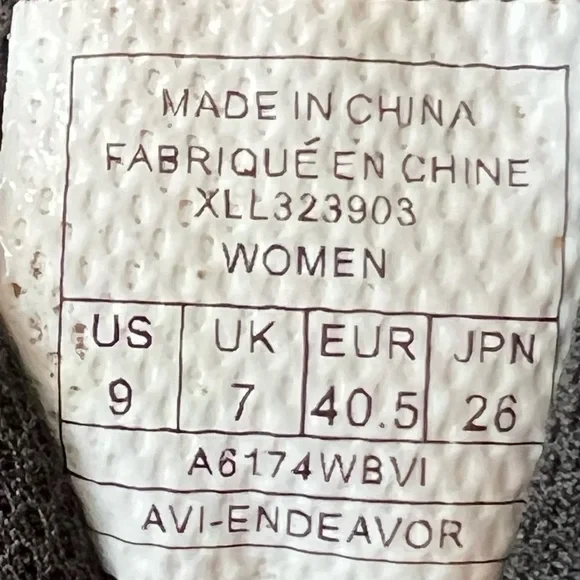 MADE IN CHINA
FABRIQUÉ EN CHINE
XLL323903
WOMEN
US UK EUR JPN
9 7 40.5 26
A6174WBVI
AVI-ENDEAVOR